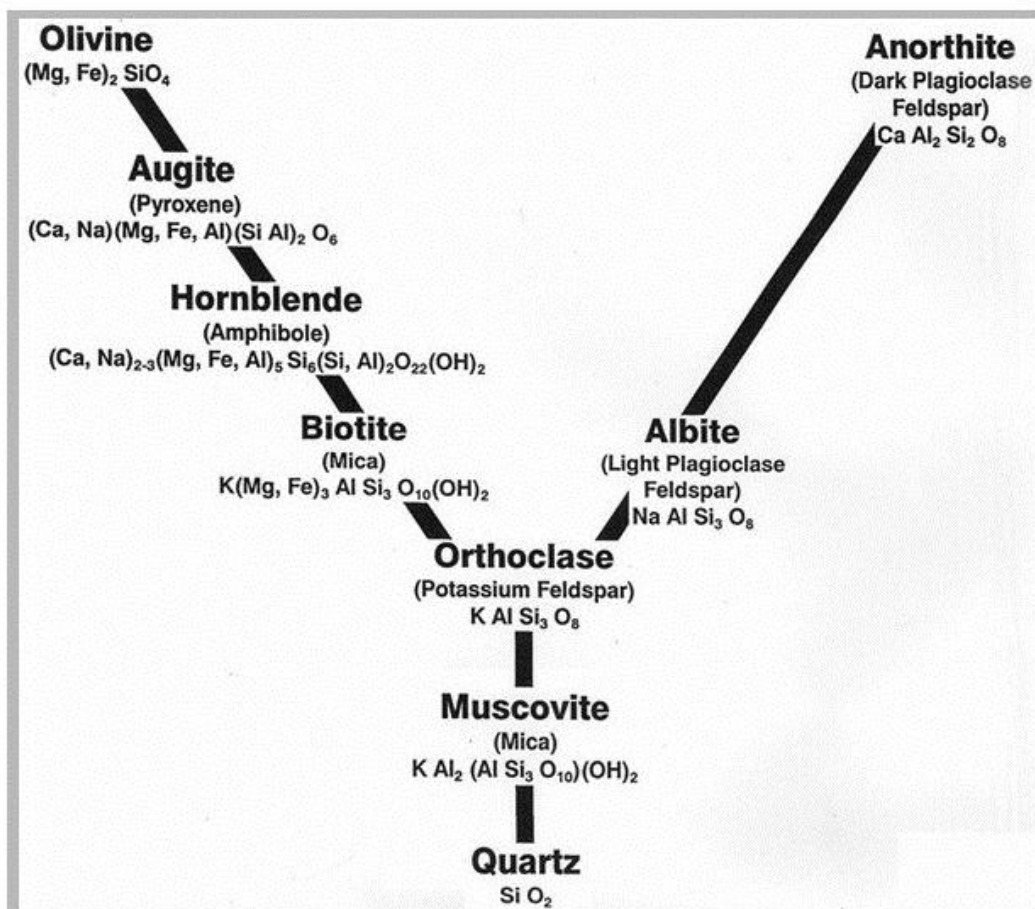 Olivine
(Mg, Fe)₂ SiO₄
Anorthite
(Dark Plagioclase
Feldspar)
Ca Al₂ Si₂ O₈
Augite
(Pyroxene)
(Ca, Na)(Mg, Fe, Al)(Si Al)₂ O₆
Hornblende
(Amphibole)
(Ca, Na)₂₋₃(Mg, Fe, Al)₅ Si₆(Si, Al)₂O₂₂(OH)₂
Biotite
(Mica)
K(Mg, Fe)₃ Al Si₃ O₁₀(OH)₂
Albite
(Light Plagioclase
Feldspar)
Na Al Si₃ O₈
Orthoclase
(Potassium Feldspar)
K Al Si₃ O₈
Muscovite
(Mica)
K Al₂ (Al Si₃ O₁₀)(OH)₂
Quartz
Si O₂